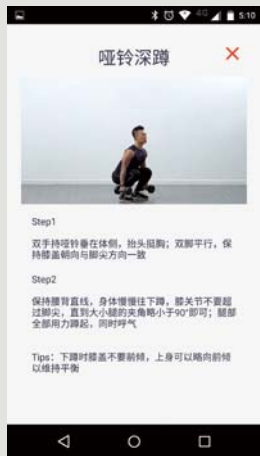 4G 5:10
哑铃深蹲
Step1
双手持哑铃垂在体侧，抬头挺胸；双脚平行，保
持膝盖朝向与脚尖方向一致
Step2
保持腰背直线，身体慢慢往下蹲，膝关节不要超
过脚尖，直到大小腿的夹角略小于90°即可；腿部
全部用力蹲起，同时呼气
Tips：下蹲时膝盖不要前倾，上身可以略向前倾
以维持平衡